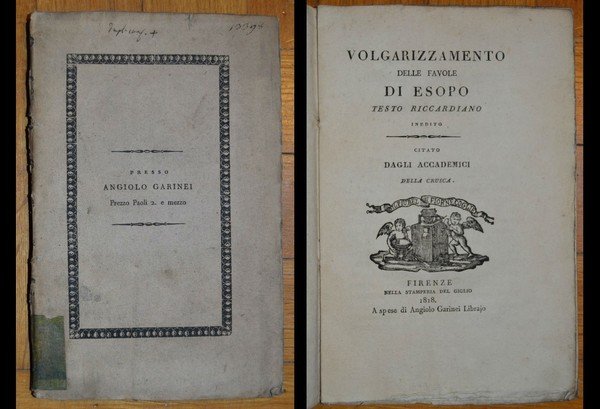 PRESSO
ANGIOLO GARINEI
Prezzo Paoli 2. e mezzo
VOLGARIZZAMENTO
DELLE FAVOLE
DI ESOPO
TESTO RICCARDIANO
INEDITO
CITATO
DAGLI ACCADEMICI
DELLA CRUSCA.
FIRENZE
NELLA STAMPERIA DEL GIGLIO
1818.
A spese di Angiolo Garinei Librajo